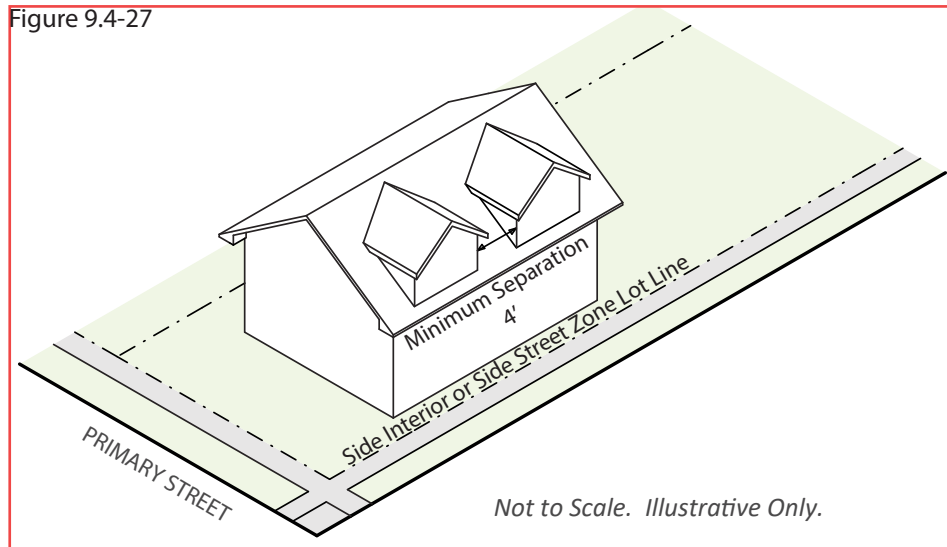 Figure 9.4-27
Minimum Separation
4'
Side Interior or Side Street Zone Lot Line
PRIMARY STREET
Not to Scale. Illustrative Only.